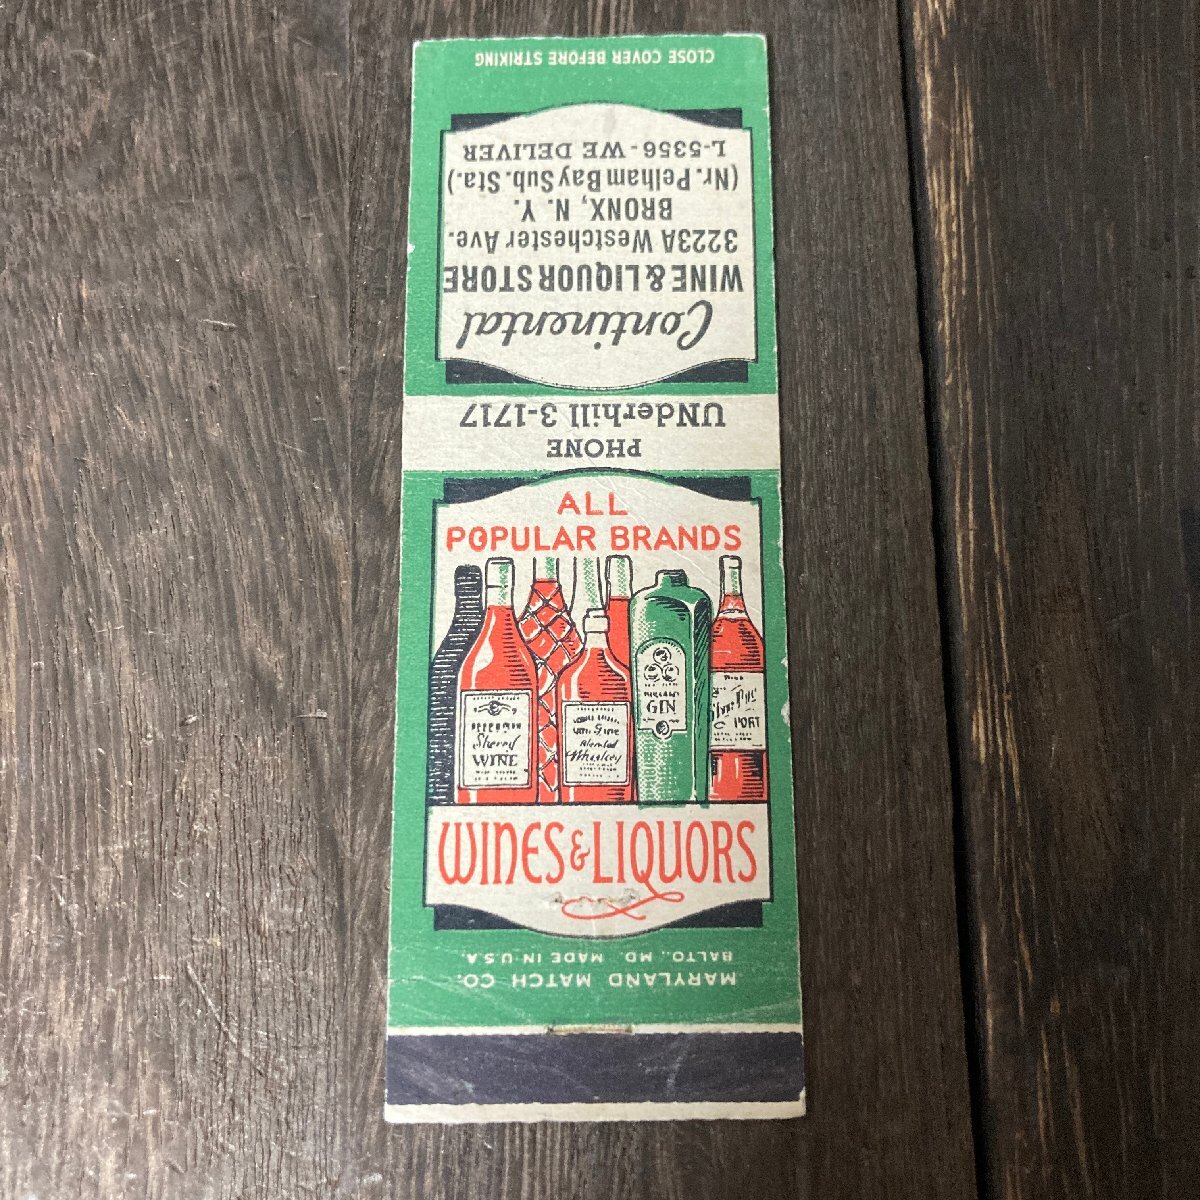 CLOSE COVER BEFORE STRIKING
Continental
WINE & LIQUOR STORE
3223A Westchester Ave.
BRONX, N. Y.
(Nr. Pelham Bay Sub. Sta.)
L-5356 - WE DELIVER
PHONE
UNderhill 3-1717
ALL
POPULAR BRANDS
Sherry
WINE
Blended
Whiskey
GIN
PORT
WINES & LIQUORS
MARYLAND MATCH CO.
BALTO., MD. MADE IN U.S.A.